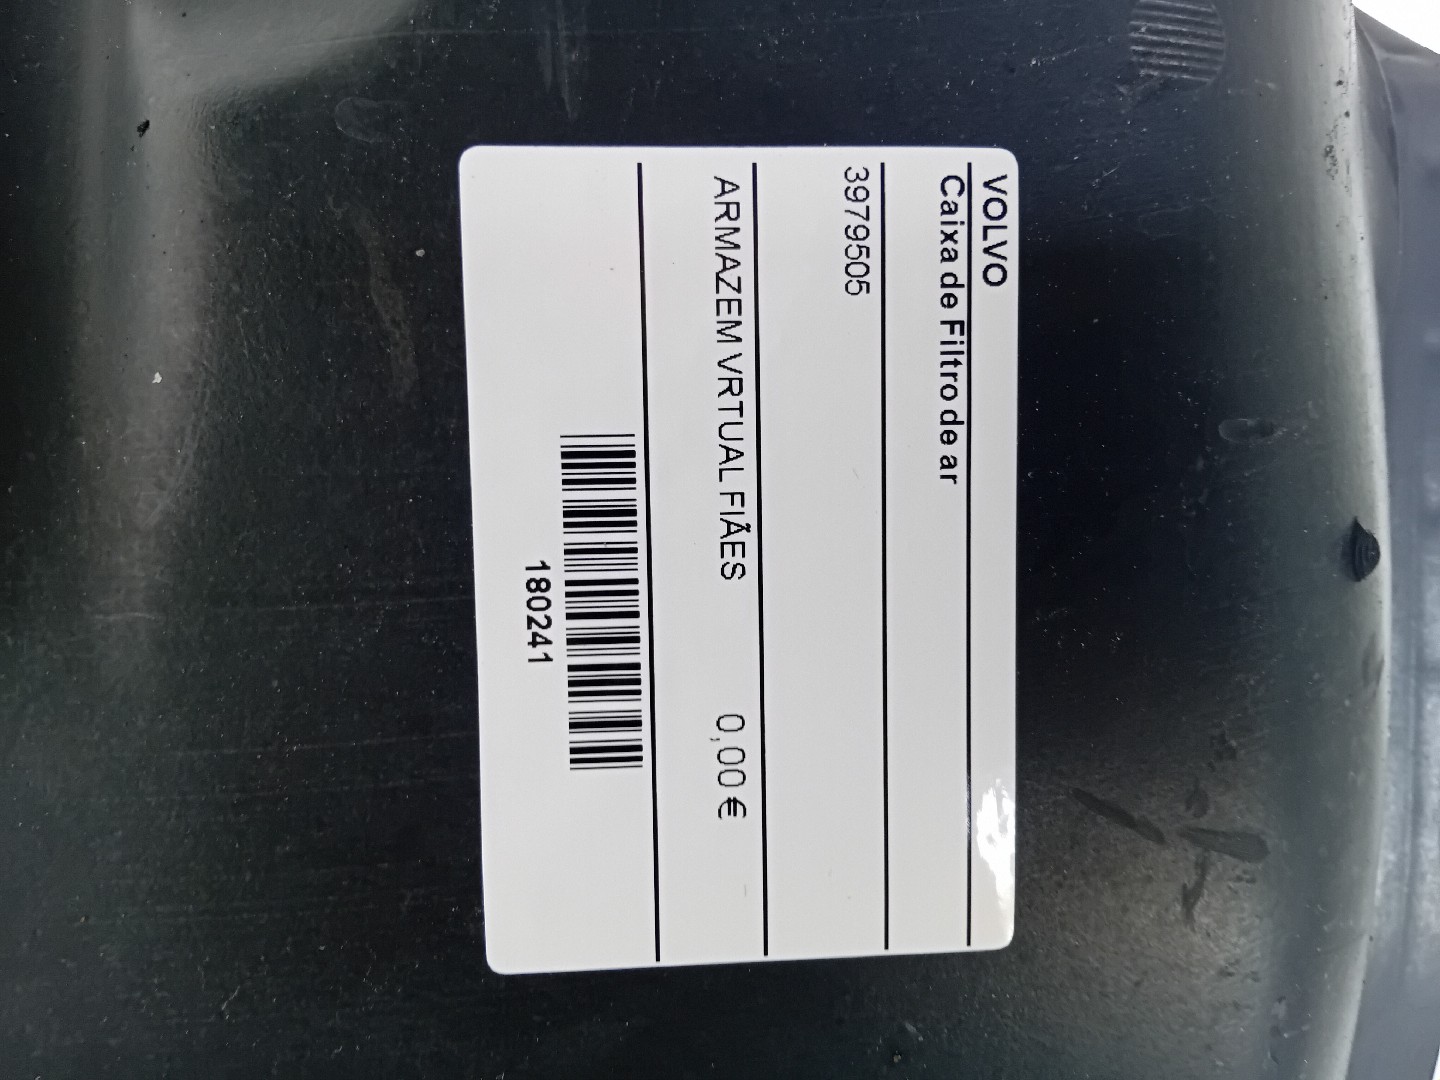 VOLVO
Caixa de Filtro de ar
3979505
ARMAZEM VRTUAL FIÃES 0,00 €
180241